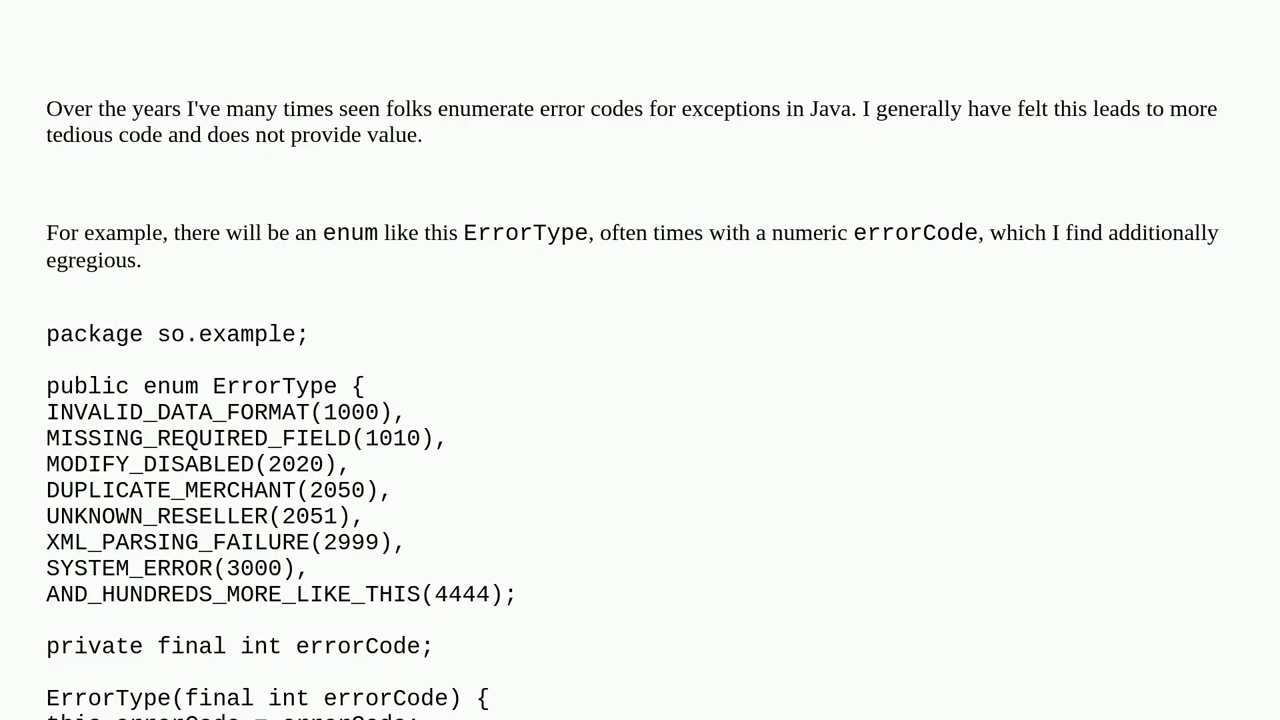 Over the years I've many times seen folks enumerate error codes for exceptions in Java. I generally have felt this leads to more
tedious code and does not provide value.
For example, there will be an enum like this ErrorType, often times with a numeric errorCode, which I find additionally
egregious.
package so.example;
public enum ErrorType {
INVALID_DATA_FORMAT(1000),
MISSING_REQUIRED_FIELD(1010),
MODIFY_DISABLED(2020),
DUPLICATE_MERCHANT(2050),
UNKNOWN_RESELLER(2051),
XML_PARSING_FAILURE(2999),
SYSTEM_ERROR(3000),
AND_HUNDREDS_MORE_LIKE_THIS(4444);
private final int errorCode;
ErrorType(final int errorCode) {
this.errorCode = errorCode;